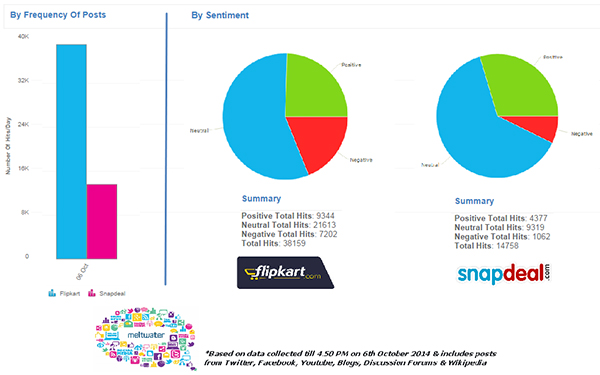 By Frequency Of Posts
By Sentiment
40K
32K
24K
16K
8K
0
Number Of Hits/Day
06 Oct
Flipkart
Snapdeal
Positive
Neutral
Negative
Positive
Neutral
Negative
Summary
Positive Total Hits: 9344
Neutral Total Hits: 21613
Negative Total Hits: 7202
Total Hits: 38159
flipkart.com
Summary
Positive Total Hits: 4377
Neutral Total Hits: 9319
Negative Total Hits: 1062
Total Hits: 14758
snapdeal.com
meltwater
*Based on data collected till 4.50 PM on 6th October 2014 & includes posts
from Twitter, Facebook, Youtube, Blogs, Discussion Forums & Wikipedia